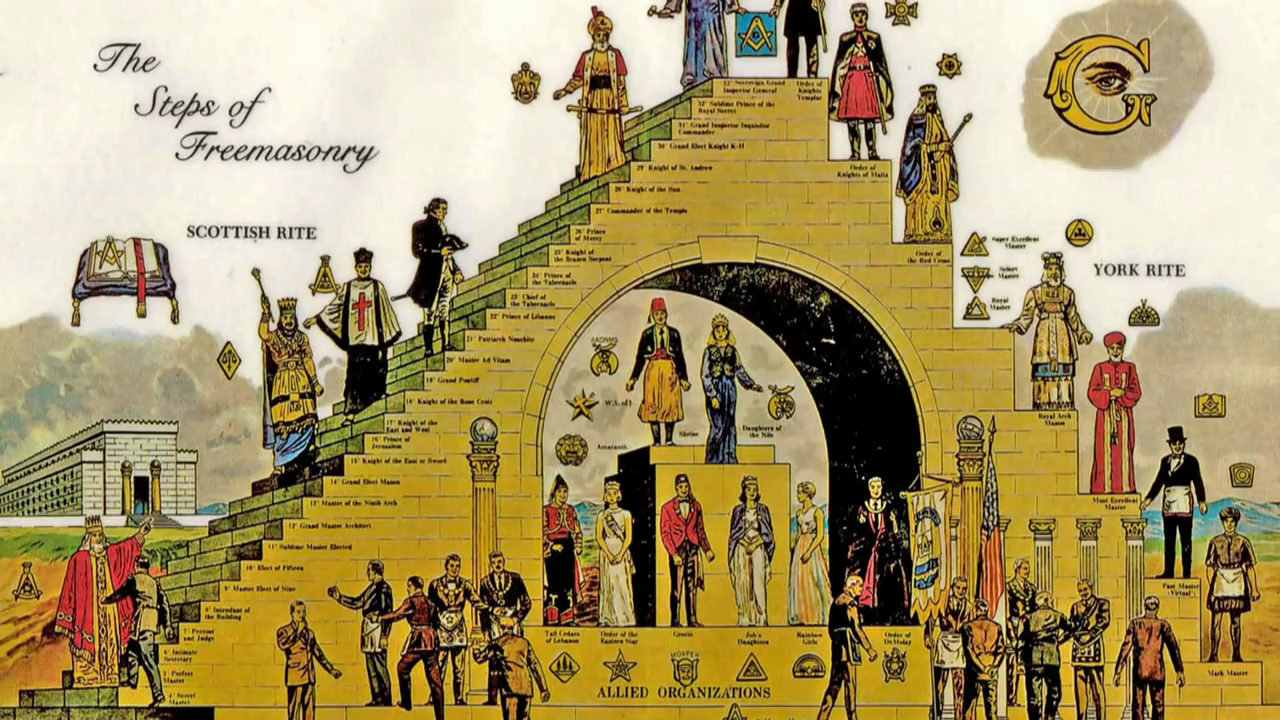 The
Steps of
Freemasonry
SCOTTISH RITE
YORK RITE
33° Sovereign Grand
Inspector General
Order of
Knights
Templar
32° Sublime Prince of the
Royal Secret
31° Grand Inspector Inquisitor
Commander
30° Grand Elect Knight K-H
29° Knight of St. Andrew
28° Knight of the Sun
27° Commander of the Temple
26° Prince
of Mercy
25° Knight of
the Brazen Serpent
24° Prince of
the Tabernacle
23° Chief of
the Tabernacle
22° Prince of Libanus
21° Patriarch Noachite
20° Master Ad Vitam
19° Grand Pontiff
18° Knight of the Rose Croix
17° Knight of the
East and West
16° Prince of
Jerusalem
15° Knight of the East or Sword
14° Grand Elect Mason
13° Master of the Ninth Arch
12° Grand Master Architect
11° Sublime Master Elected
10° Elect of Fifteen
9° Master Elect of Nine
8° Intendant of
the Building
7° Provost
and Judge
6° Intimate
Secretary
5° Perfect
Master
4° Secret
Master
Order of
Knights of Malta
Order of
the Red Cross
Super Excellent
Master
Select
Master
Royal
Master
Royal Arch
Mason
Most Excellent
Master
Past Master
(Virtual)
Mark Master
G
AAONMS
W.S. of J.
Amaranth
Shrine
Daughters of
the Nile
Tall Cedars
of Lebanon
Order of the
Eastern Star
Grotto
Job's
Daughters
Rainbow
Girls
Order of
DeMolay
MOVPER
ALLIED ORGANIZATIONS